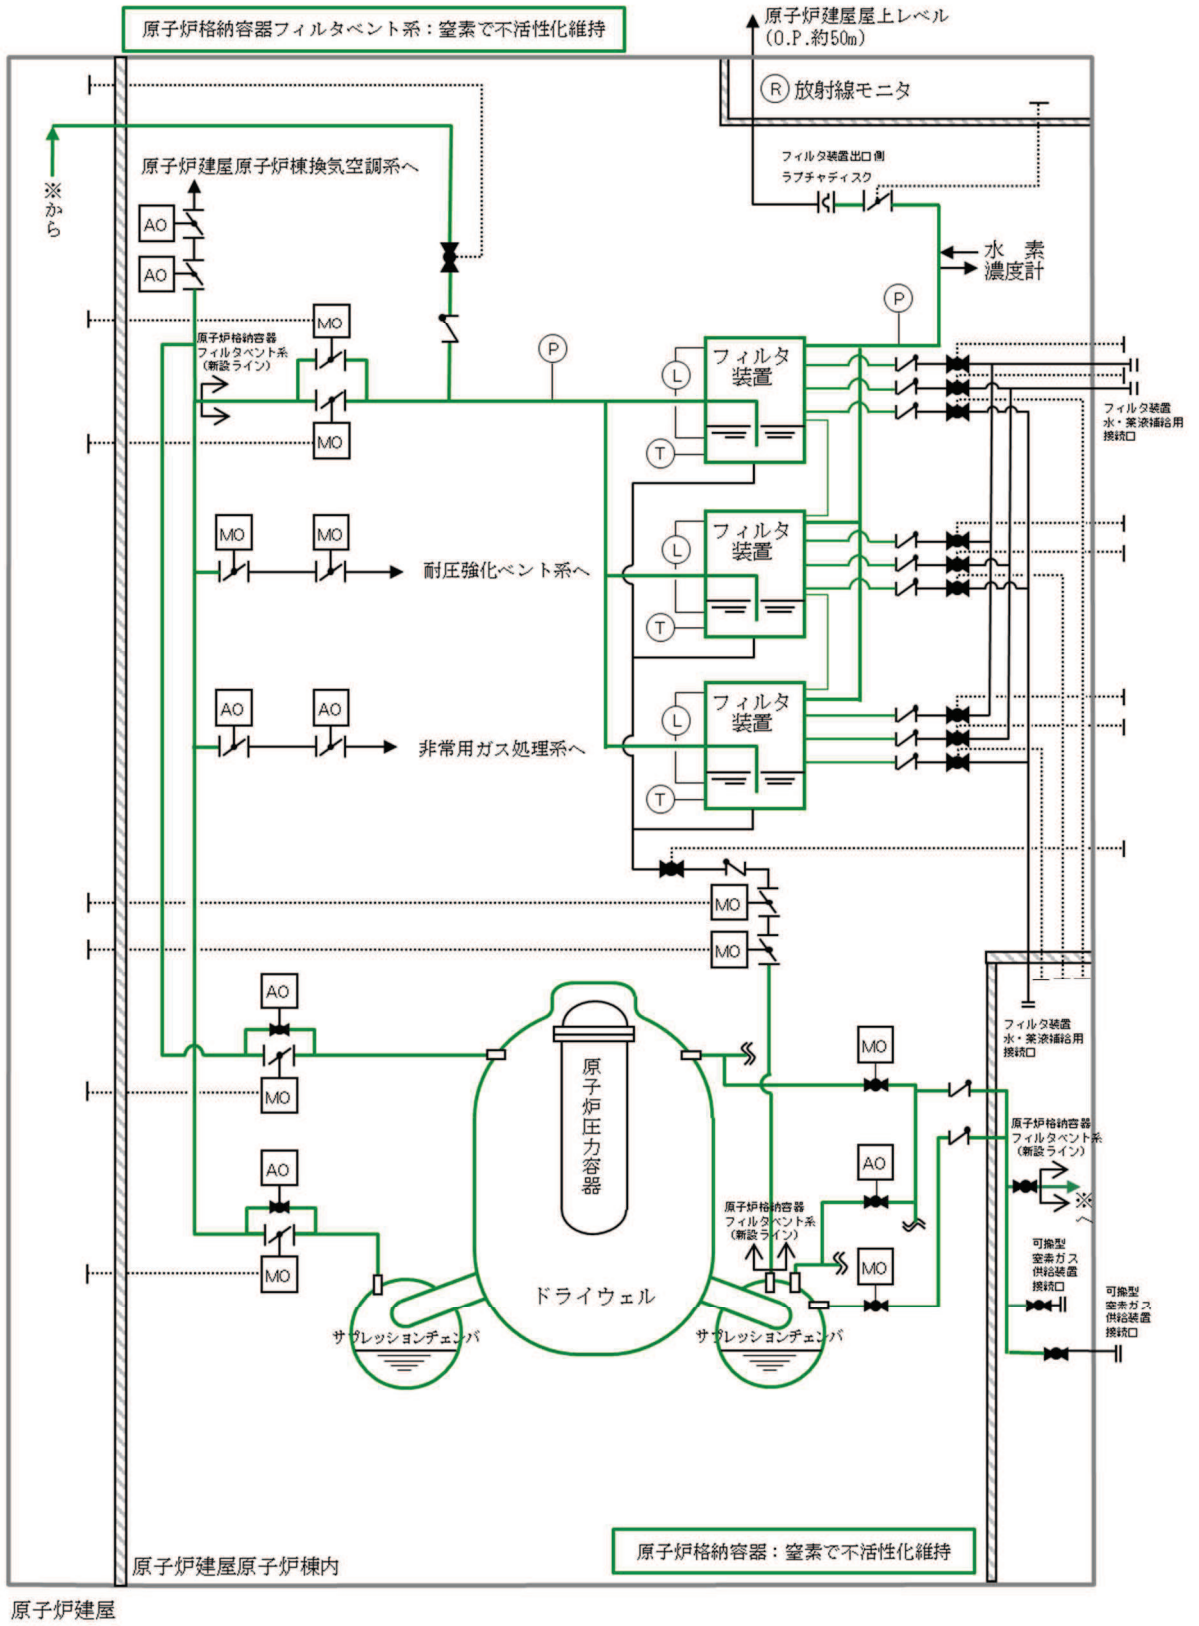 原子炉格納容器フィルタベント系：窒素で不活性化維持
原子炉建屋屋上レベル
(O.P.約50m)
R 放射線モニタ
フィルタ装置出口側
ラプチャディスク
原子炉建屋原子炉棟換気空調系へ
※から
AO
AO
水素
濃度計
P
P
MO
原子炉格納容器
フィルタベント系
(新設ライン)
MO
フィルタ
装置
L
T
フィルタ装置
水・薬液補給用
接続口
MO
MO
耐圧強化ベント系へ
フィルタ
装置
L
T
AO
AO
非常用ガス処理系へ
フィルタ
装置
L
T
MO
MO
AO
MO
原子炉圧力容器
MO
フィルタ装置
水・薬液補給用
接続口
AO
MO
AO
MO
原子炉格納容器
フィルタベント系
(新設ライン)
原子炉格納容器
フィルタベント系
(新設ライン)
※へ
可搬型
窒素ガス
供給装置
接続口
可搬型
窒素ガス
供給装置
接続口
ドライウェル
サプレッションチェンバ
サプレッションチェンバ
原子炉格納容器：窒素で不活性化維持
原子炉建屋原子炉棟内
原子炉建屋